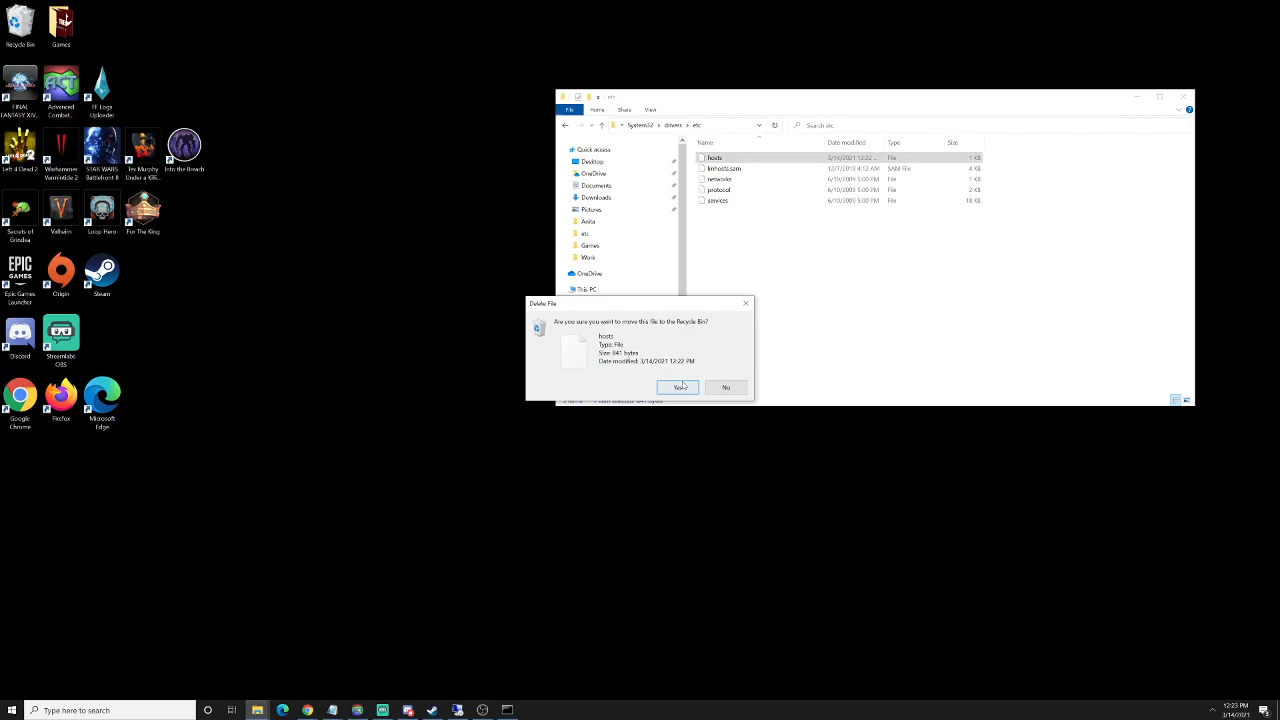 Recycle Bin
Games
FINAL
FANTASY XIV...
Advanced
Combat...
FF Logs
Uploader
Left 4 Dead 2
Warhammer
Vermintide 2
STAR WARS
Battlefront II
Tex Murphy
Under a Killi...
Into the Breach
Secrets of
Grindea
Valheim
Loop Hero
For The King
Epic Games
Launcher
Origin
Steam
Discord
Streamlabs
OBS
Google
Chrome
Firefox
Microsoft
Edge
etc
File Home Share View
System32 drivers etc
Search etc
Name Date modified Type Size
hosts 3/14/2021 12:22 ... File 1 KB
lmhosts.sam 12/7/2019 4:12 AM SAM File 4 KB
networks 6/10/2009 5:00 PM File 1 KB
protocol 6/10/2009 5:00 PM File 2 KB
services 6/10/2009 5:00 PM File 18 KB
Quick access
Desktop
OneDrive
Documents
Downloads
Pictures
Anita
etc
Games
Work
OneDrive
This PC
Delete File
Are you sure you want to move this file to the Recycle Bin?
hosts
Type: File
Size: 841 bytes
Date modified: 3/14/2021 12:22 PM
Yes No
Type here to search
12:23 PM
3/14/2021